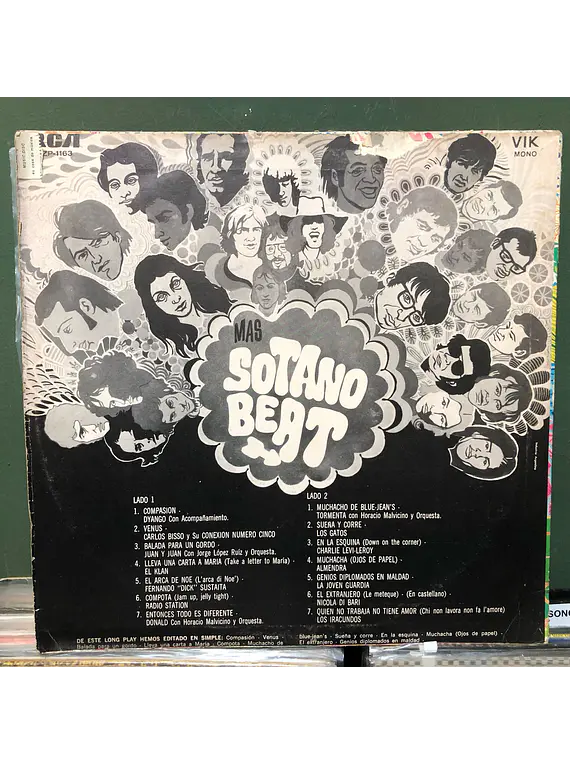 RCA
ZP-1163
VIK
MONO
MAS
SOTANO
BEAT
LADO 1
1. COMPASION -
DYANGO Con Acompañamiento.
2. VENUS -
CARLOS BISSO y Su CONEXION NUMERO CINCO
3. BALADA PARA UN GORDO -
JUAN Y JUAN Con Jorge López Ruiz y Orquesta.
4. LLEVA UNA CARTA A MARIA (Take a letter to Maria) -
EL KLAN
5. EL ARCA DE NOE (L'arca di Noe') -
FERNANDO "DICK" SUSTAITA
6. COMPOTA (Jam up, jelly tight) -
RADIO STATION
7. ENTONCES TODO ES DIFERENTE -
DONALD Con Horacio Malvicino y Orquesta.
LADO 2
1. MUCHACHO DE BLUE-JEAN'S -
TORMENTA con Horacio Malvicino y Orquesta.
2. SUEÑA Y CORRE -
LOS GATOS
3. EN LA ESQUINA (Down on the corner) -
CHARLIE LEVI-LEROY
4. MUCHACHA (OJOS DE PAPEL) -
ALMENDRA
5. GENIOS DIPLOMADOS EN MALDAD -
LA JOVEN GUARDIA
6. EL EXTRANJERO (Le meteque) - (En castellano) -
NICOLA DI BARI
7. QUIEN NO TRABAJA NO TIENE AMOR (Chi non lavora non fa l'amore)
LOS IRACUNDOS
DE ESTE LONG PLAY HEMOS EDITADO EN SIMPLE: Compasión - Venus
Balada para un gordo - Lleva una carta a María - Compota - Muchacho de
blue-jean's - Sueña y corre - En la esquina - Muchacha (Ojos de papel) -
El extranjero - Genios diplomados en maldad
SONG